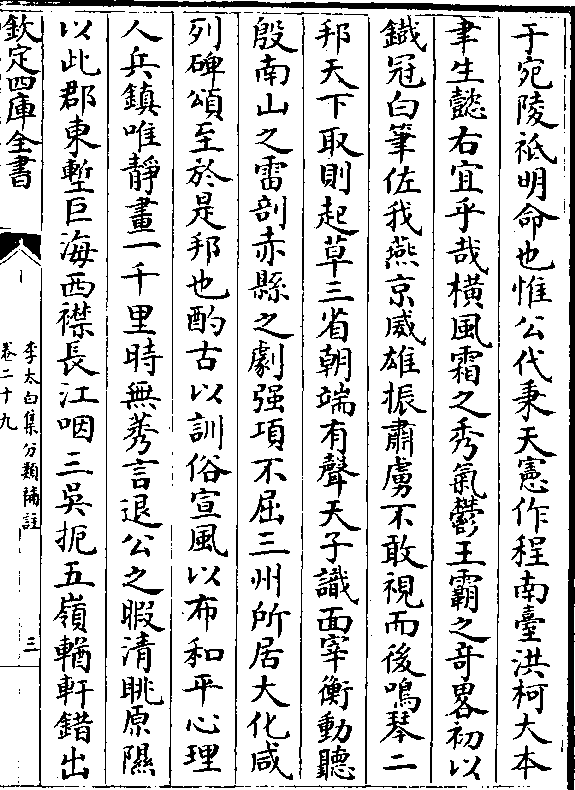 于宛陵祗明命也惟公代秉天憲作程南臺洪柯大本
聿生懿右宜乎哉橫風霜之秀氣鬱王霸之奇畧初以
鐵冠白筆佐我燕京威雄振肅虜不敢視而後鳴琴二
邦天下取則起草三省朝端有聲天子識面宰衡動聽
殷南山之雷剖赤縣之劇强項不屈三州所居大化咸
列碑頌至於是邦也酌古以訓俗宣風以布和平心理
人兵鎮唯靜畫一千里時無莠言退公之暇清眺原隰
以此郡東塹巨海西襟長江咽三吳扼五嶺輶軒錯出
欽定四庫全書
李太白集分類補註
卷二十九
三